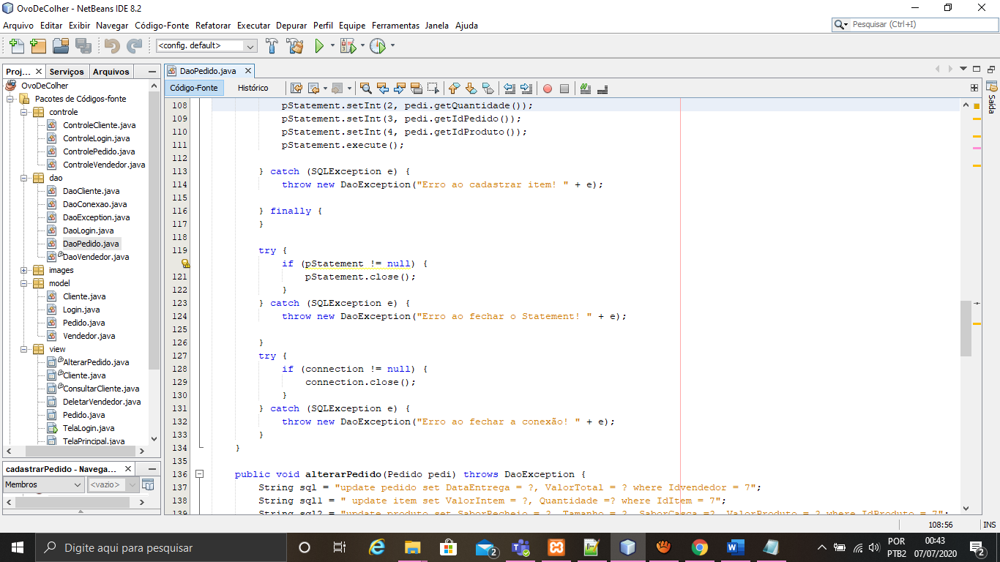 OvoDeColher - NetBeans IDE 8.2
Arquivo Editar Exibir Navegar Código-Fonte Refatorar Executar Depurar Perfil Equipe Ferramentas Janela Ajuda
Pesquisar (Ctrl+I)
<config. default>
Proj... Serviços Arquivos
OvoDeColher
Pacotes de Códigos-fonte
controle
ControleCliente.java
ControleLogin.java
ControlePedido.java
ControleVendedor.java
dao
DaoCliente.java
DaoConexao.java
DaoException.java
DaoLogin.java
DaoPedido.java
DaoVendedor.java
images
model
Cliente.java
Login.java
Pedido.java
Vendedor.java
view
AlterarPedido.java
Cliente.java
ConsultarCliente.java
DeletarVendedor.java
Pedido.java
TelaLogin.java
TelaPrincipal.java
cadastrarPedido - Navega...
Membros <vazio>
DaoPedido.java
Código-Fonte Histórico
108 pStatement.setInt(2, pedi.getQuantidade());
109 pStatement.setInt(3, pedi.getIdPedido());
110 pStatement.setInt(4, pedi.getIdProduto());
111 pStatement.execute();
112
113 } catch (SQLException e) {
114 throw new DaoException("Erro ao cadastrar item! " + e);
115
116 } finally {
117 }
118
119 try {
if (pStatement != null) {
121 pStatement.close();
122 }
123 } catch (SQLException e) {
124 throw new DaoException("Erro ao fechar o Statement! " + e);
125
126 }
127 try {
128 if (connection != null) {
129 connection.close();
130 }
131 } catch (SQLException e) {
132 throw new DaoException("Erro ao fechar a conexão! " + e);
133 }
134 }
135
136 public void alterarPedido(Pedido pedi) throws DaoException {
137 String sql = "update pedido set DataEntrega = ?, ValorTotal = ? where Idvendedor = 7";
138 String sql1 = " update item set ValorIntem = ?, Quantidade =? where IdItem = 7";
139 String sql2 = "update produto set SaborRecheio = ?, Tamanho = ?, SaborCasca =?, ValorProduto = ? where IdProduto = 7";
Saída
108:56 INS
Digite aqui para pesquisar
2
POR
PTB2
00:43
07/07/2020
2